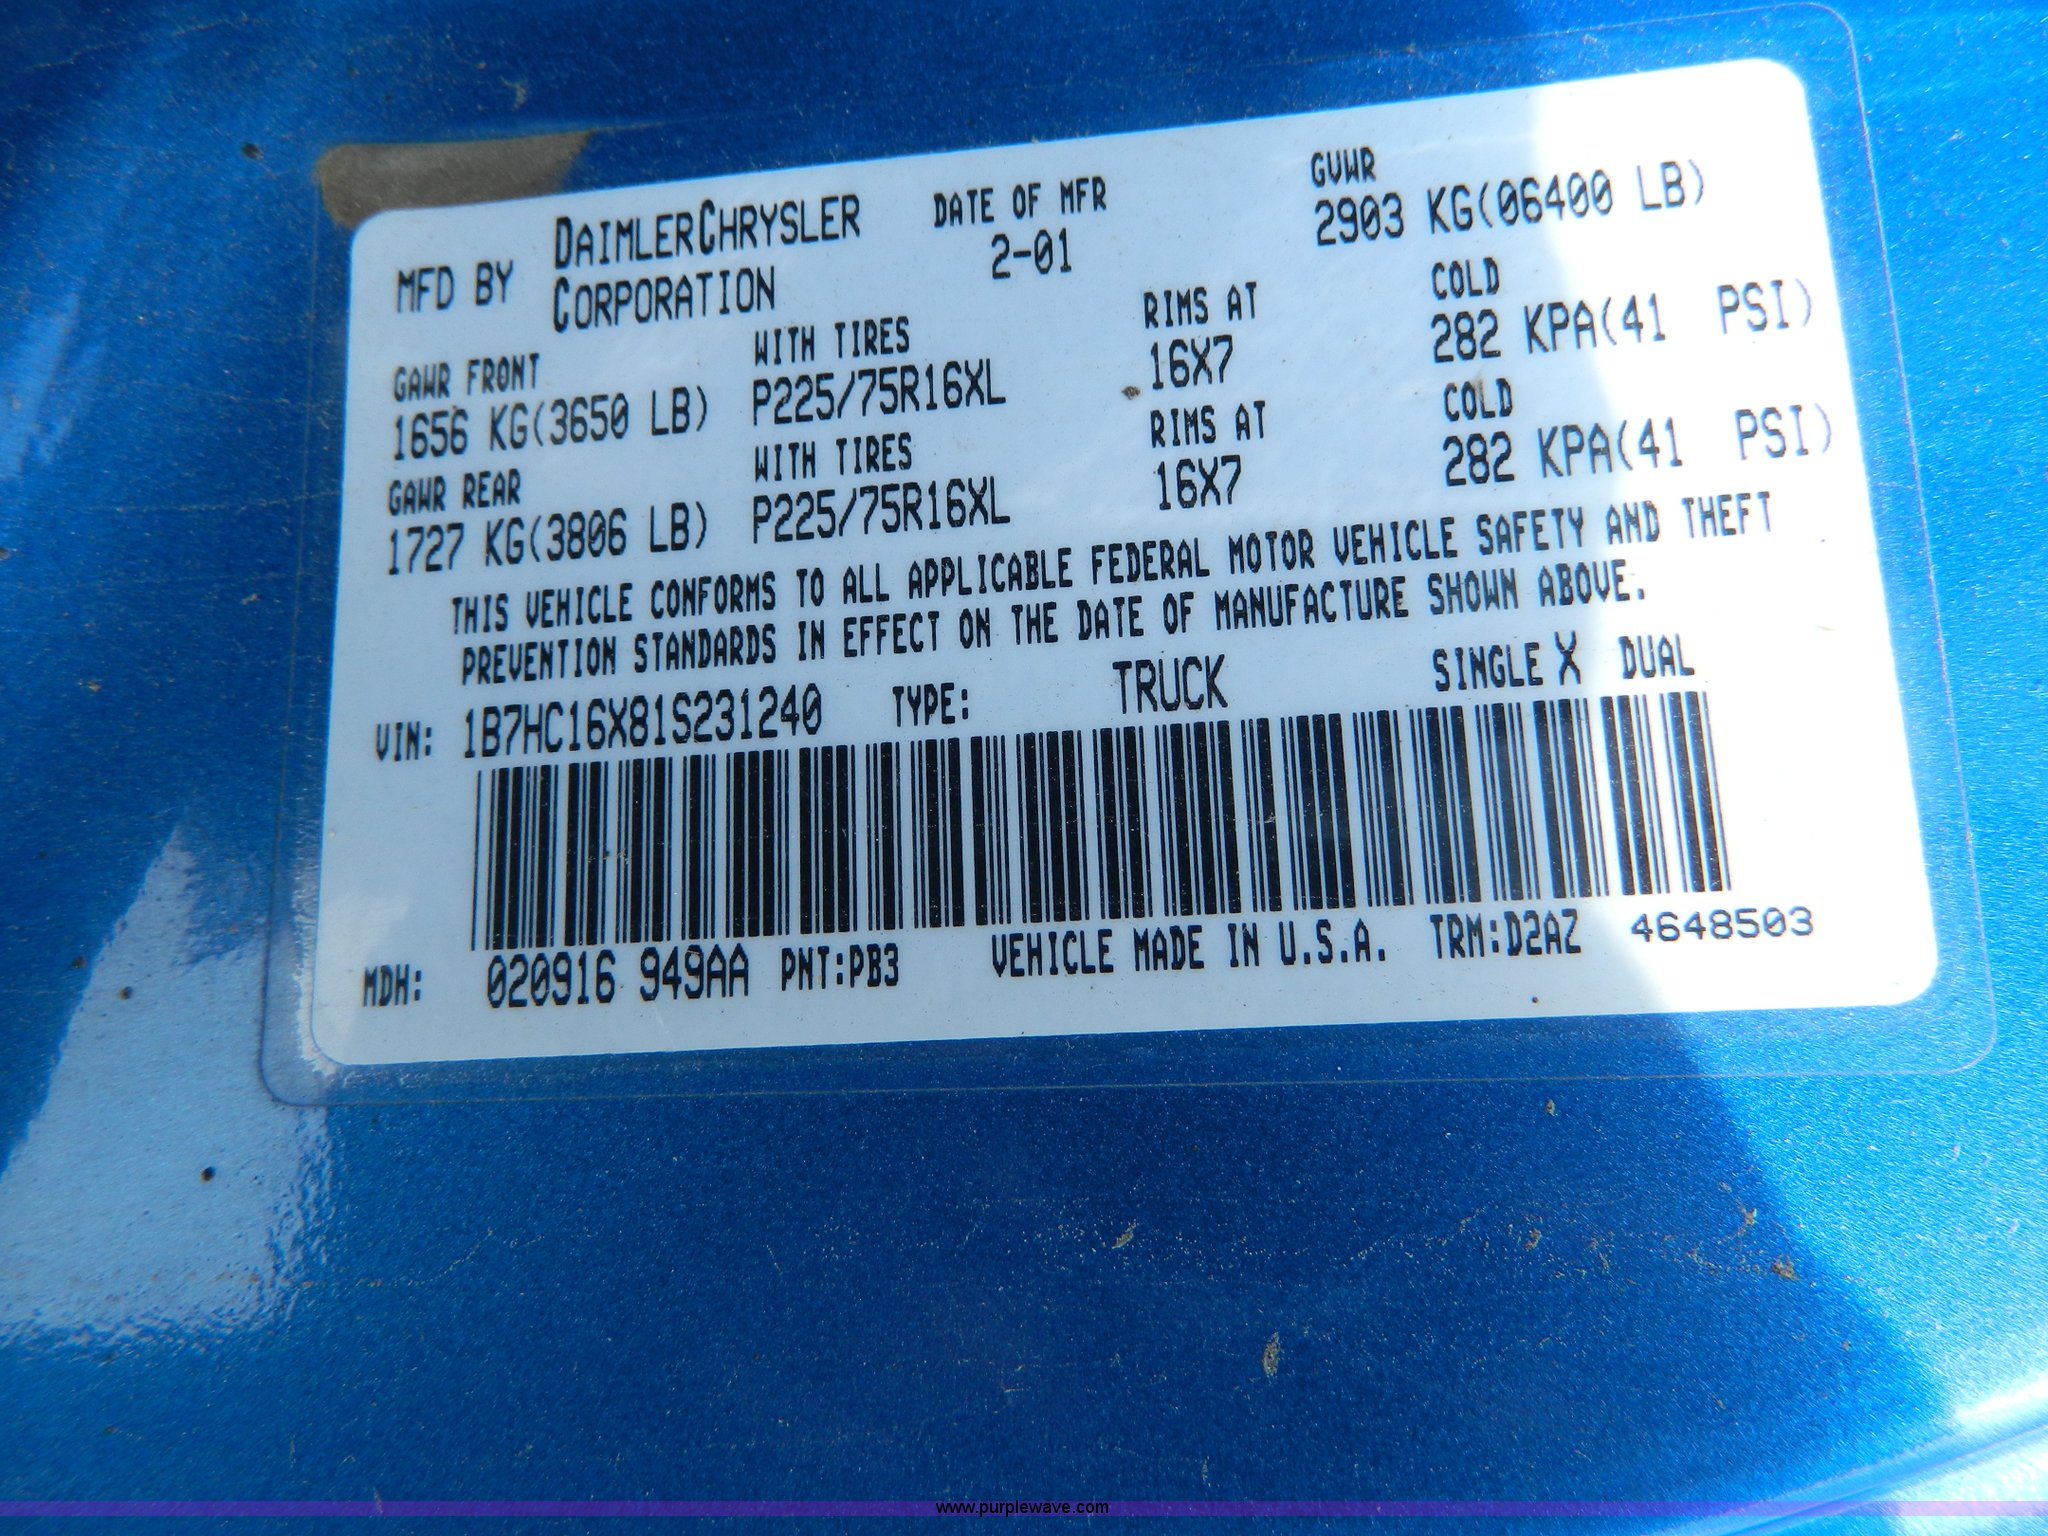 MFD BY DAIMLERCHRYSLER CORPORATION
DATE OF MFR
2-01
GVWR
2903 KG(06400 LB)
GAWR FRONT WITH TIRES RIMS AT COLD
1656 KG(3650 LB) P225/75R16XL 16X7 282 KPA(41 PSI)
GAWR REAR WITH TIRES RIMS AT COLD
1727 KG(3806 LB) P225/75R16XL 16X7 282 KPA(41 PSI)
THIS VEHICLE CONFORMS TO ALL APPLICABLE FEDERAL MOTOR VEHICLE SAFETY AND THEFT
PREVENTION STANDARDS IN EFFECT ON THE DATE OF MANUFACTURE SHOWN ABOVE.
VIN: 1B7HC16X81S231240 TYPE: TRUCK SINGLE X DUAL
MDH: 020916 949AA PNT:PB3 VEHICLE MADE IN U.S.A. TRM:D2AZ 4648503
www.purplewave.com